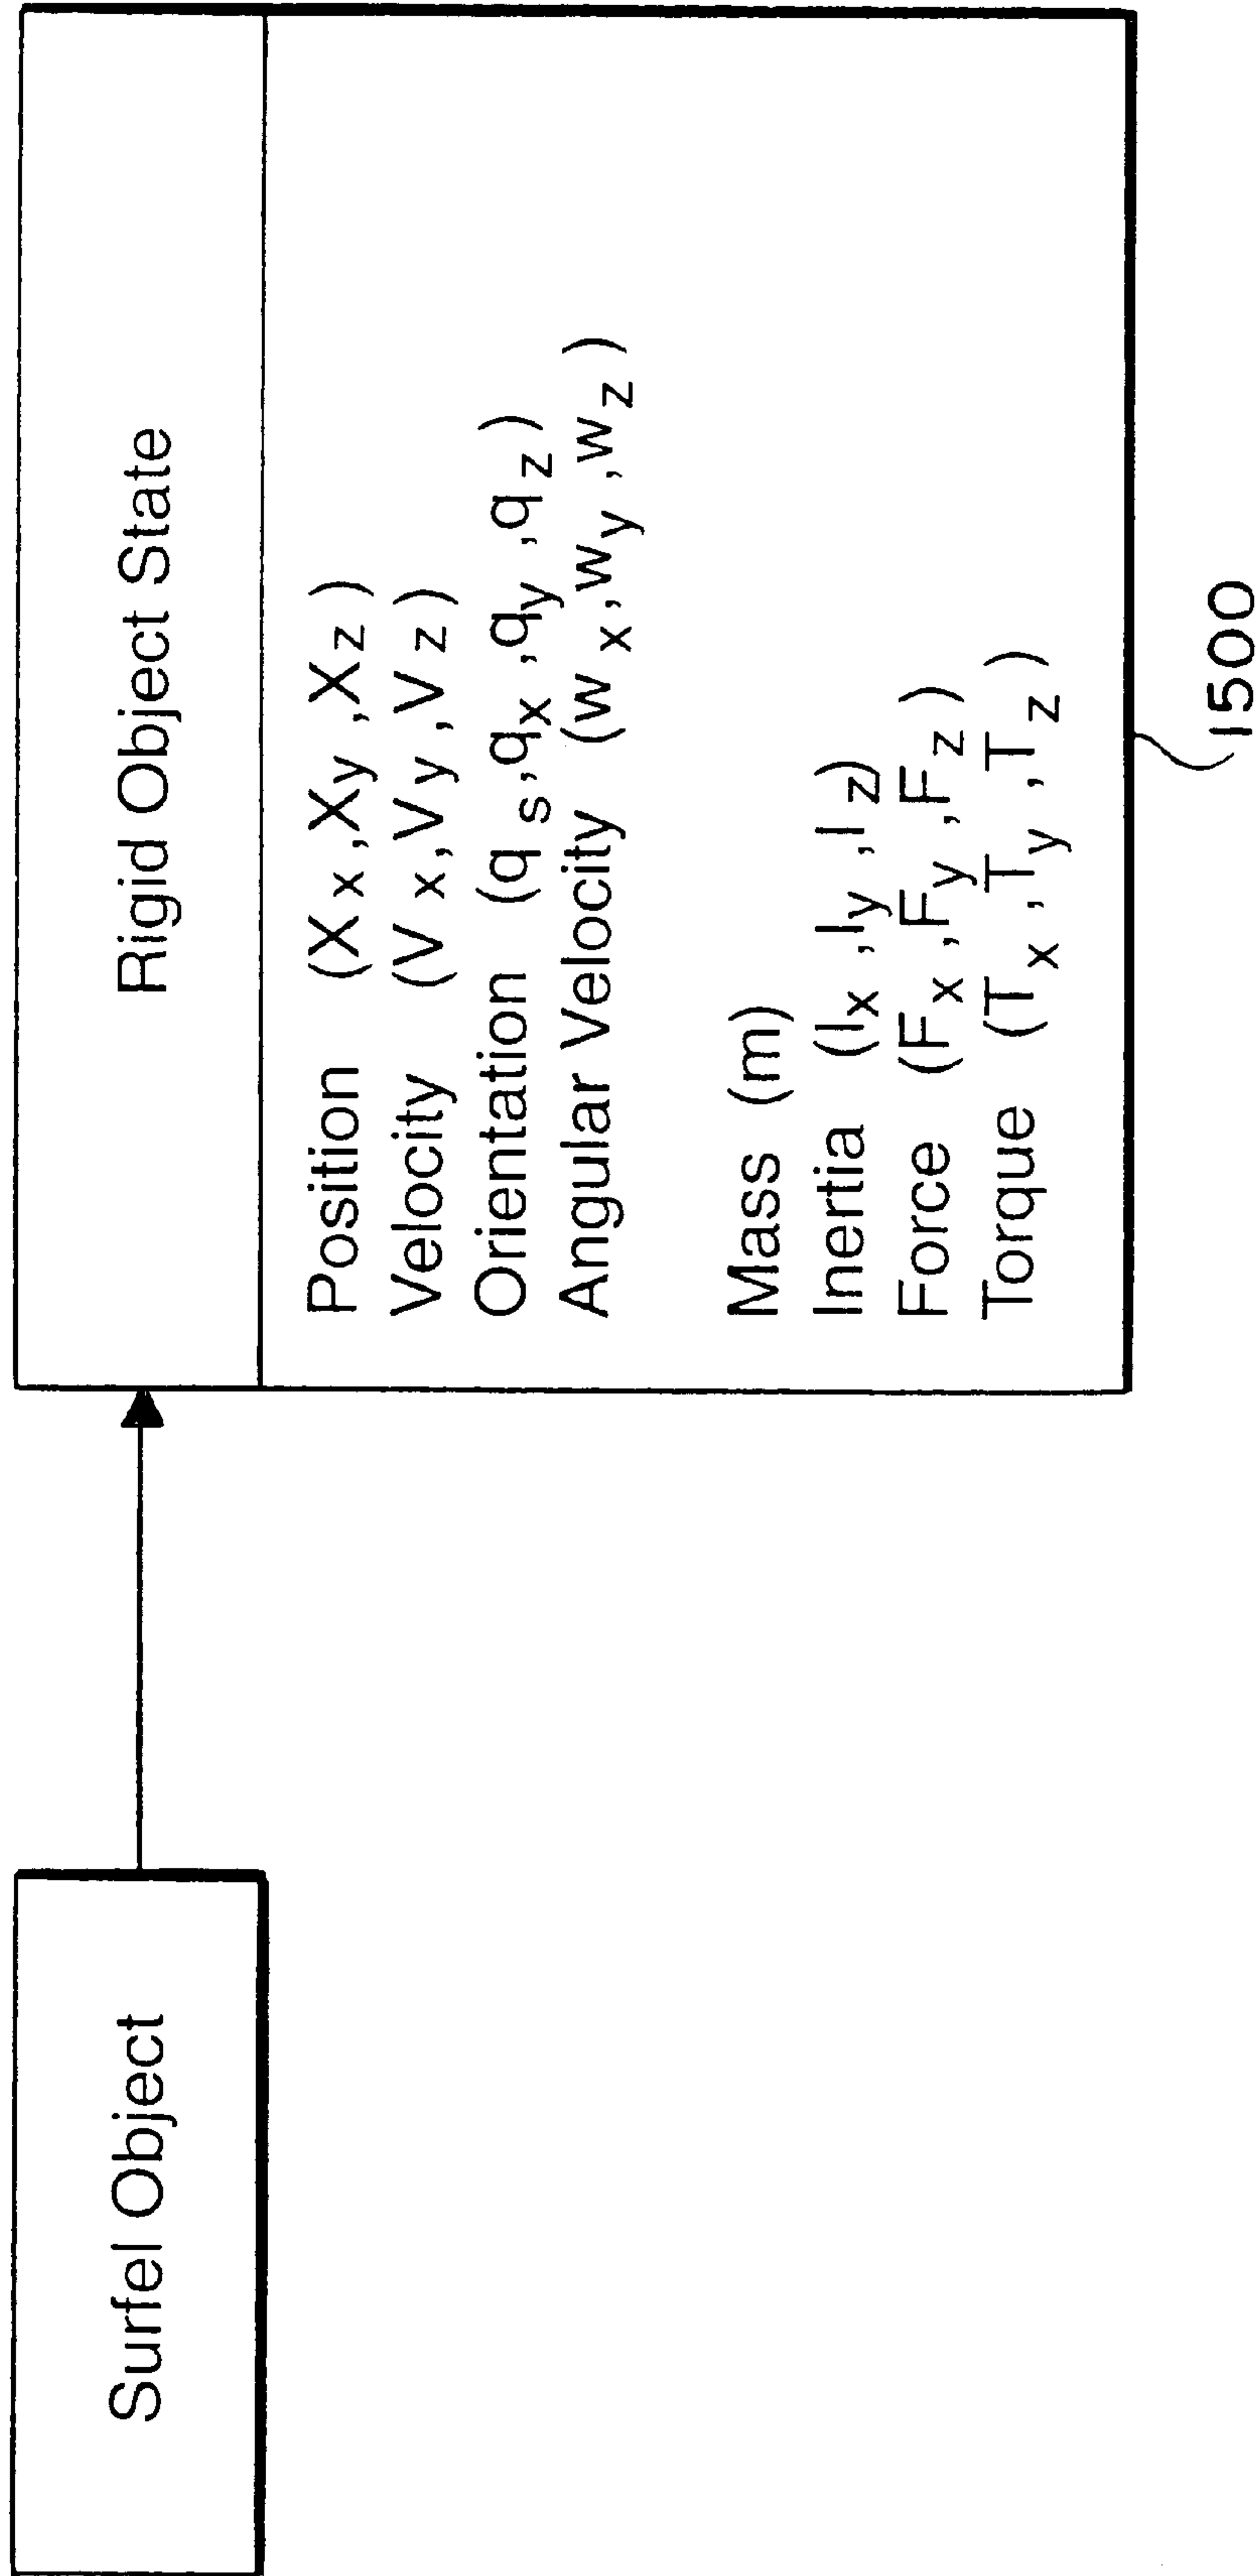 Surfel Object
Rigid Object State
Position (Xx,Xy,Xz)
Velocity (Vx,Vy,Vz)
Orientation (qs,qx,qy,qz)
Angular Velocity (wx,wy,wz)
Mass (m)
Inertia (Ix,Iy,Iz)
Force (Fx,Fy,Fz)
Torque (Tx,Ty,Tz)
1500